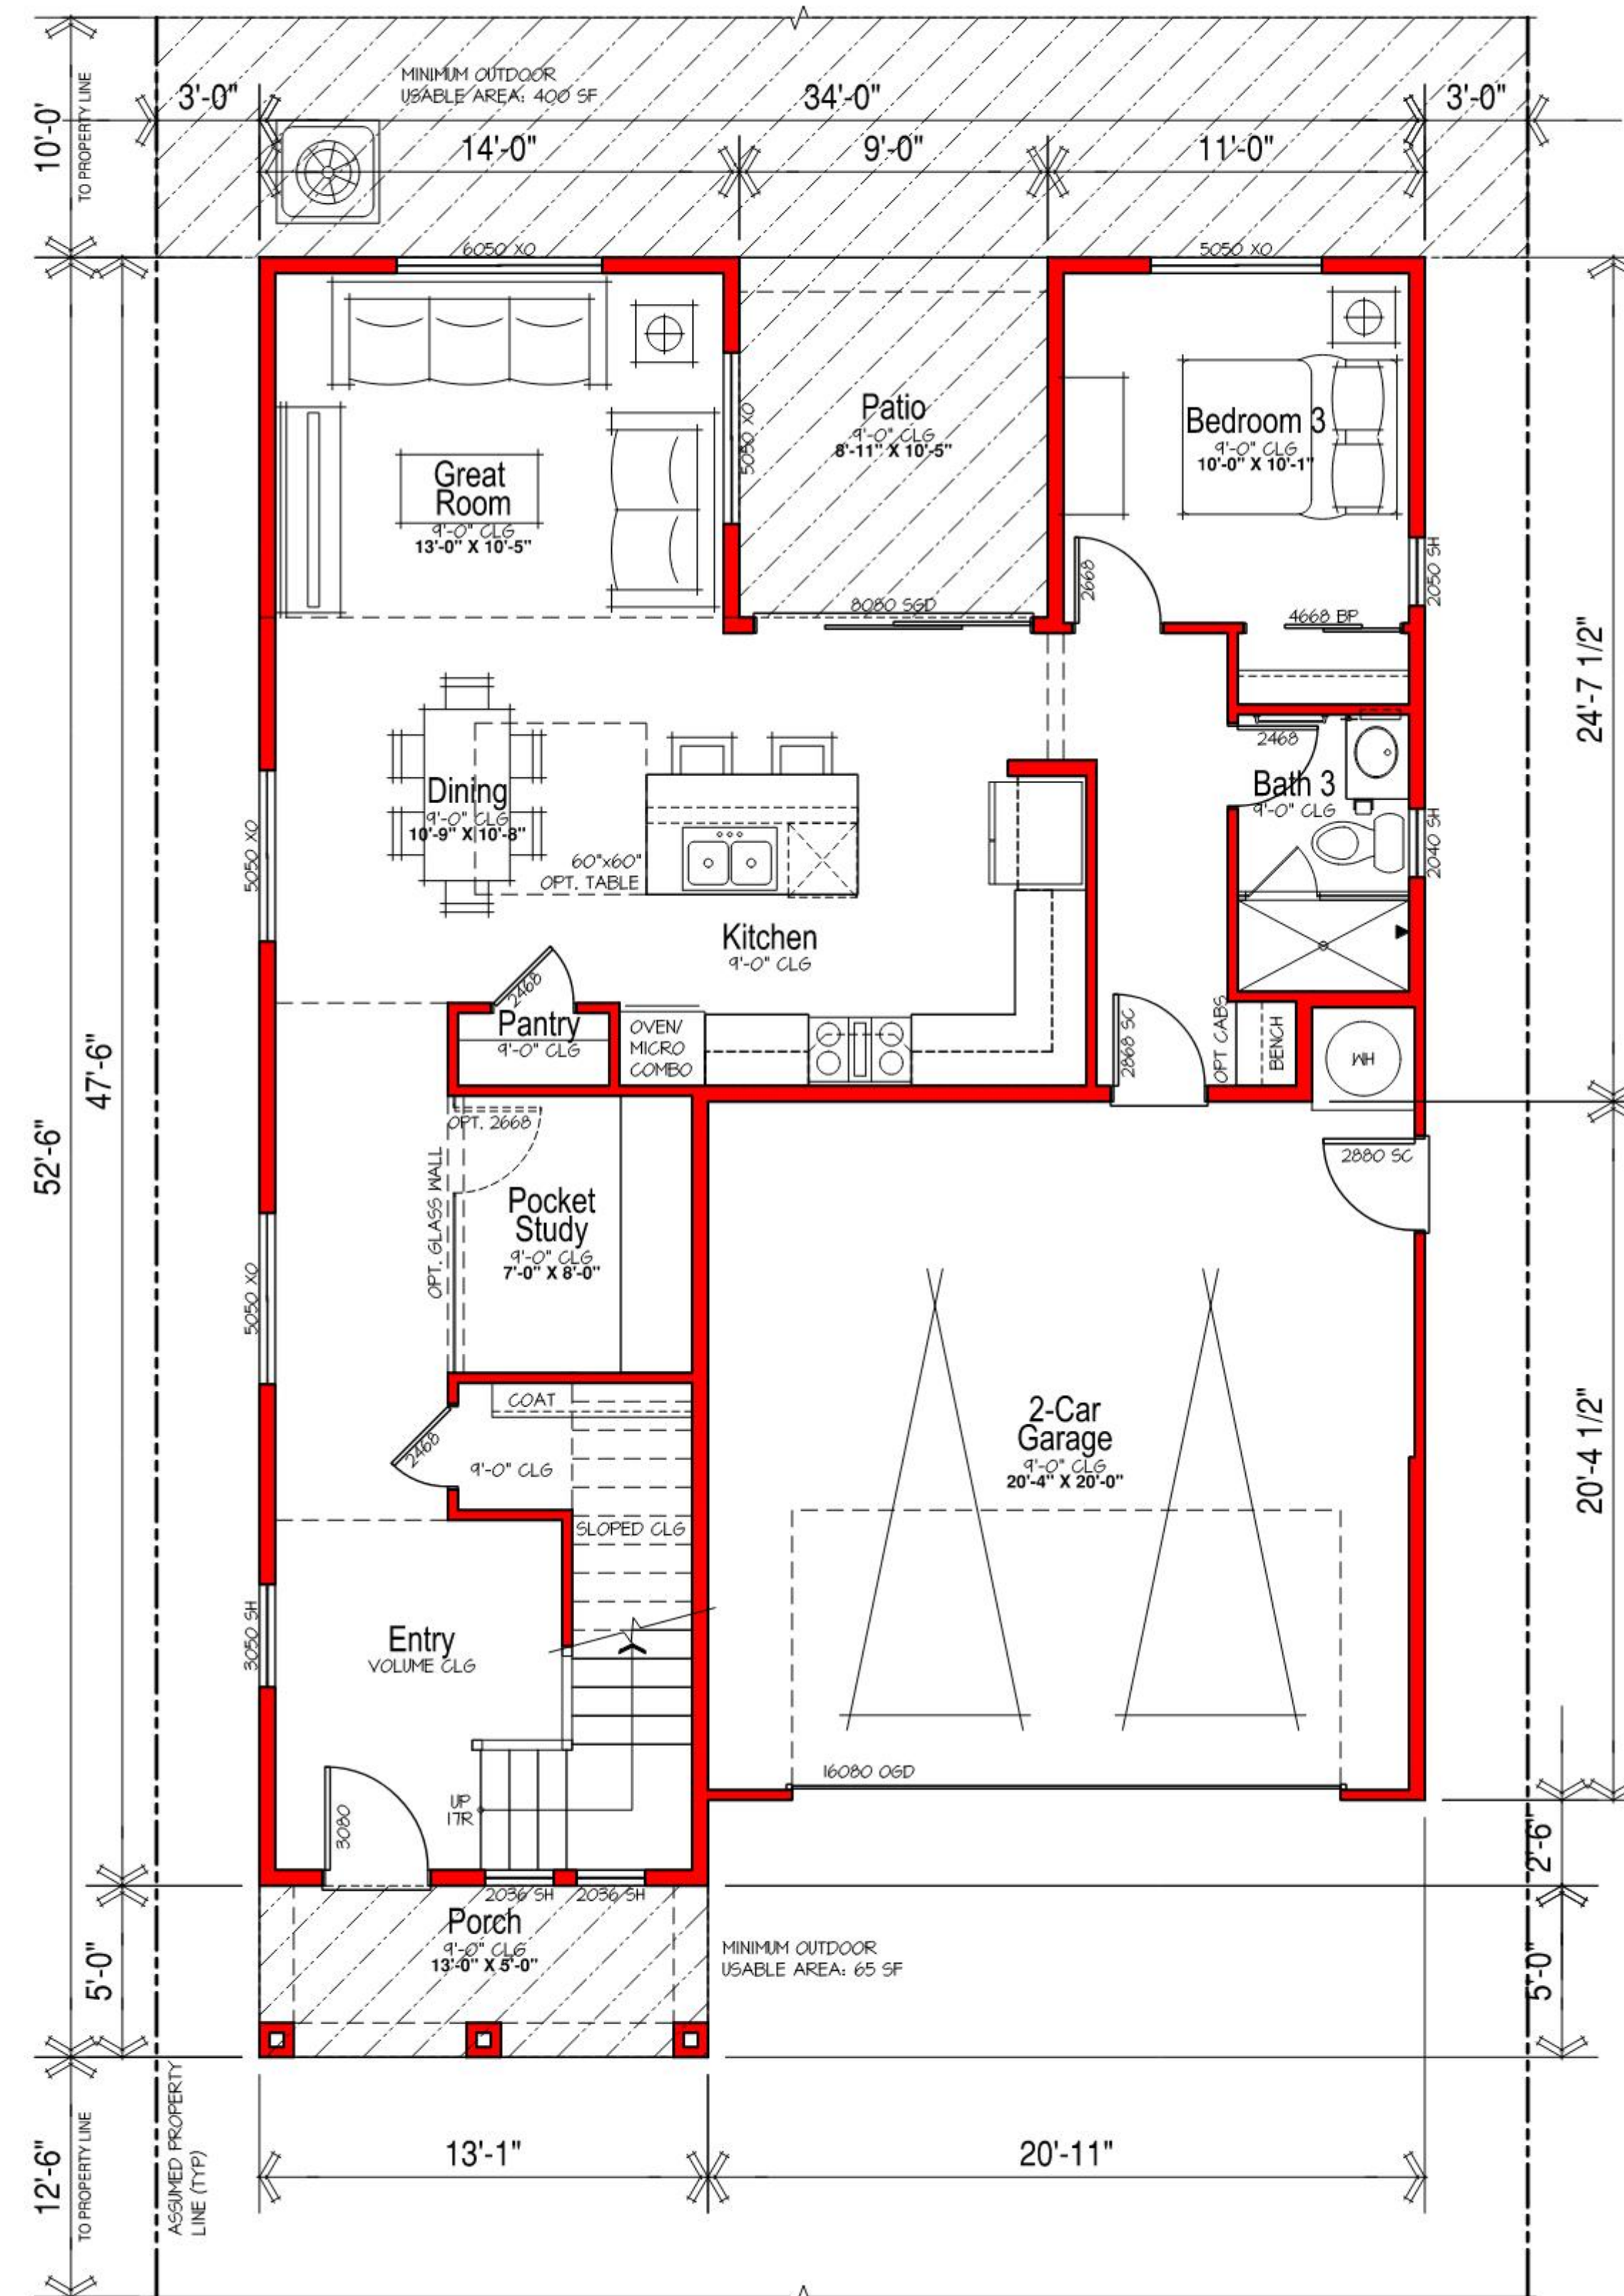 10'-0"
TO PROPERTY LINE
3'-0"
MINIMUM OUTDOOR
USABLE AREA: 400 SF
34'-0"
3'-0"
14'-0"
9'-0"
11'-0"
6050 XO
5050 XO
Great
Room
9'-0" CLG
13'-0" X 10'-5"
5050 XO
Patio
9'-0" CLG
8'-11" X 10'-5"
Bedroom 3
9'-0" CLG
10'-0" X 10'-1"
2668
2050 SH
8080 SGD
4668 BP
24'-7 1/2"
2468
Bath 3
9'-0" CLG
2040 SH
Dining
9'-0" CLG
10'-9" X 10'-8"
60"x60"
OPT. TABLE
5050 XO
Kitchen
9'-0" CLG
2468
Pantry
9'-0" CLG
OVEN/
MICRO
COMBO
2868 SC
OPT CABS
BENCH
WH
47'-6"
52'-6"
OPT. 2668
OPT. GLASS WALL
Pocket
Study
9'-0" CLG
7'-0" X 8'-0"
2880 SC
5050 XO
COAT
2468
9'-0" CLG
SLOPED CLG
2-Car
Garage
9'-0" CLG
20'-4" X 20'-0"
20'-4 1/2"
3050 SH
Entry
VOLUME CLG
16080 OGD
UP
17R
3080
2'-6"
2036 SH
2036 SH
Porch
9'-0" CLG
13'-0" X 5'-0"
MINIMUM OUTDOOR
USABLE AREA: 65 SF
5'-0"
5'-0"
12'-6"
TO PROPERTY LINE
ASSUMED PROPERTY
LINE (TYP)
13'-1"
20'-11"